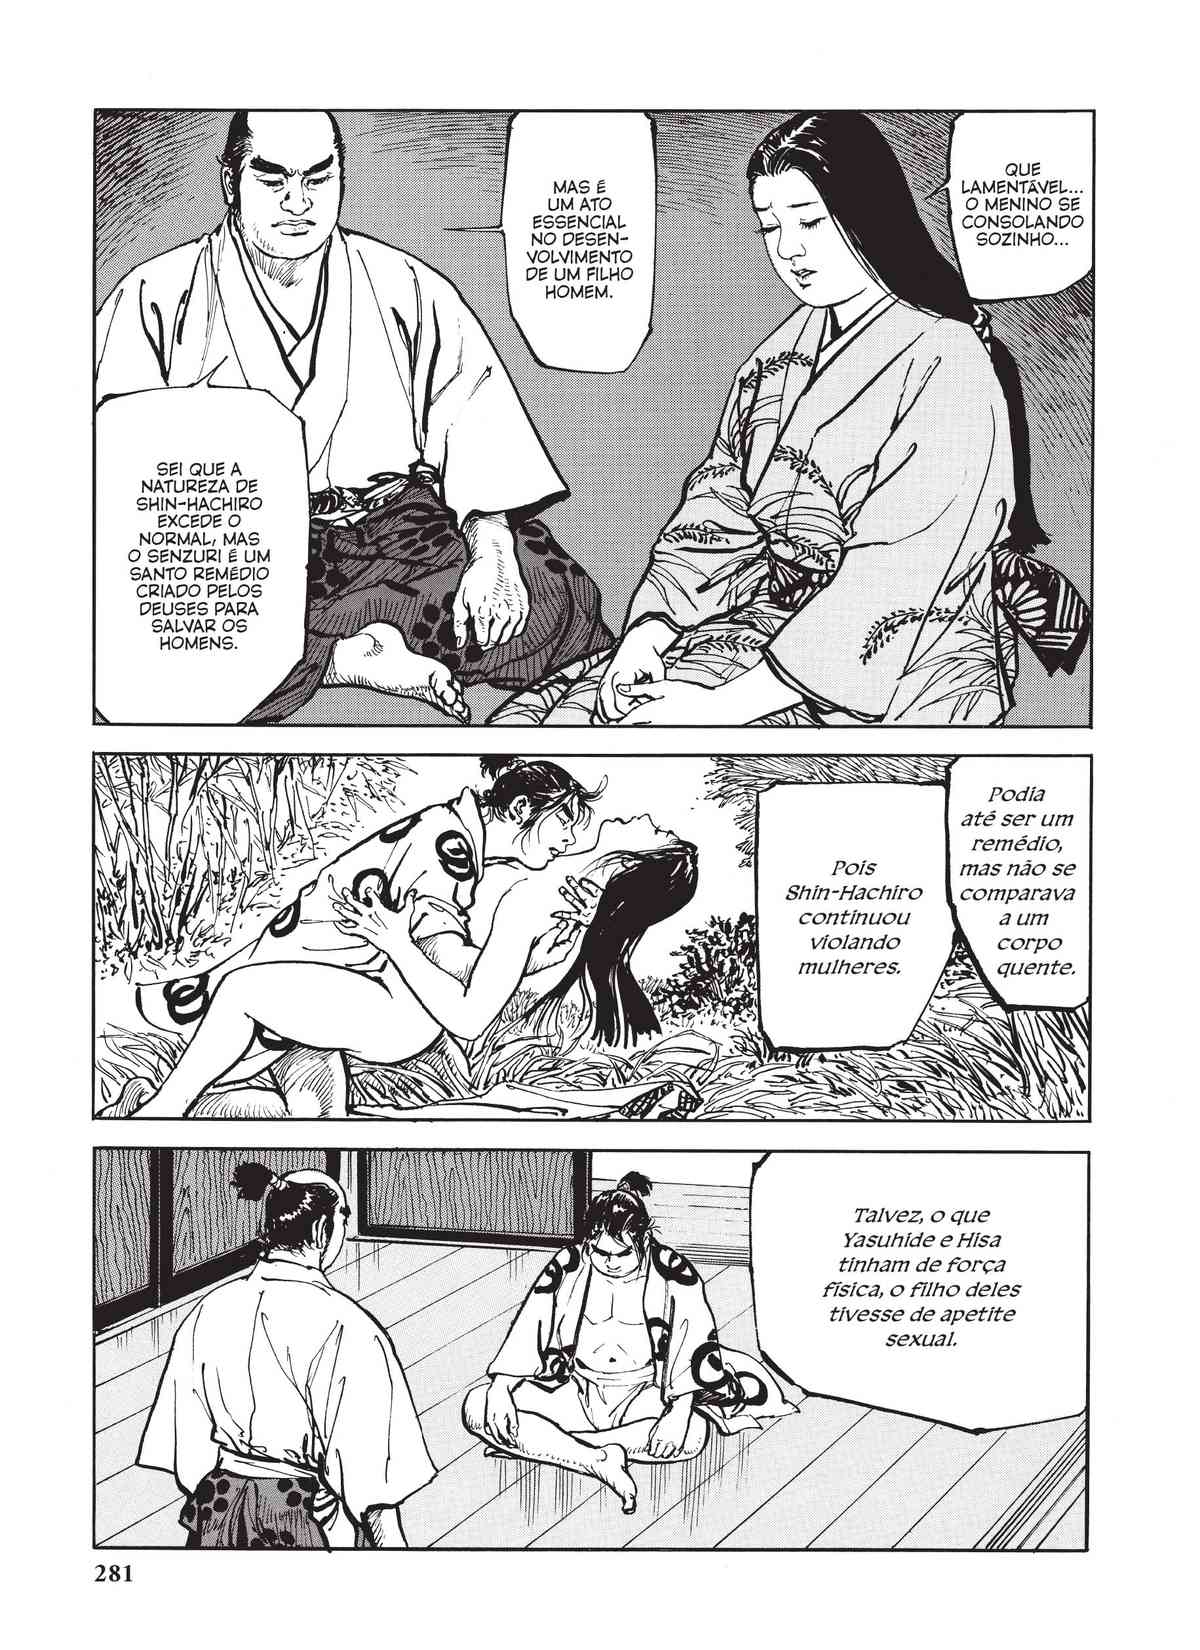 QUE
LAMENTÁVEL...
O MENINO SE
CONSOLANDO
SOZINHO...
MAS É
UM ATO
ESSENCIAL
NO DESEN-
VOLVIMENTO
DE UM FILHO
HOMEM.
SEI QUE A
NATUREZA DE
SHIN-HACHIRO
EXCEDE O
NORMAL, MAS
O SENZURI É UM
SANTO REMÉDIO
CRIADO PELOS
DEUSES PARA
SALVAR OS
HOMENS.
Podia
até ser um
remédio,
mas não se
comparava
a um
corpo
quente.
Pois
Shin-Hachiro
continuou
violando
mulheres.
Talvez, o que
Yasuhide e Hisa
tinham de força
física, o filho deles
tivesse de apetite
sexual.
281